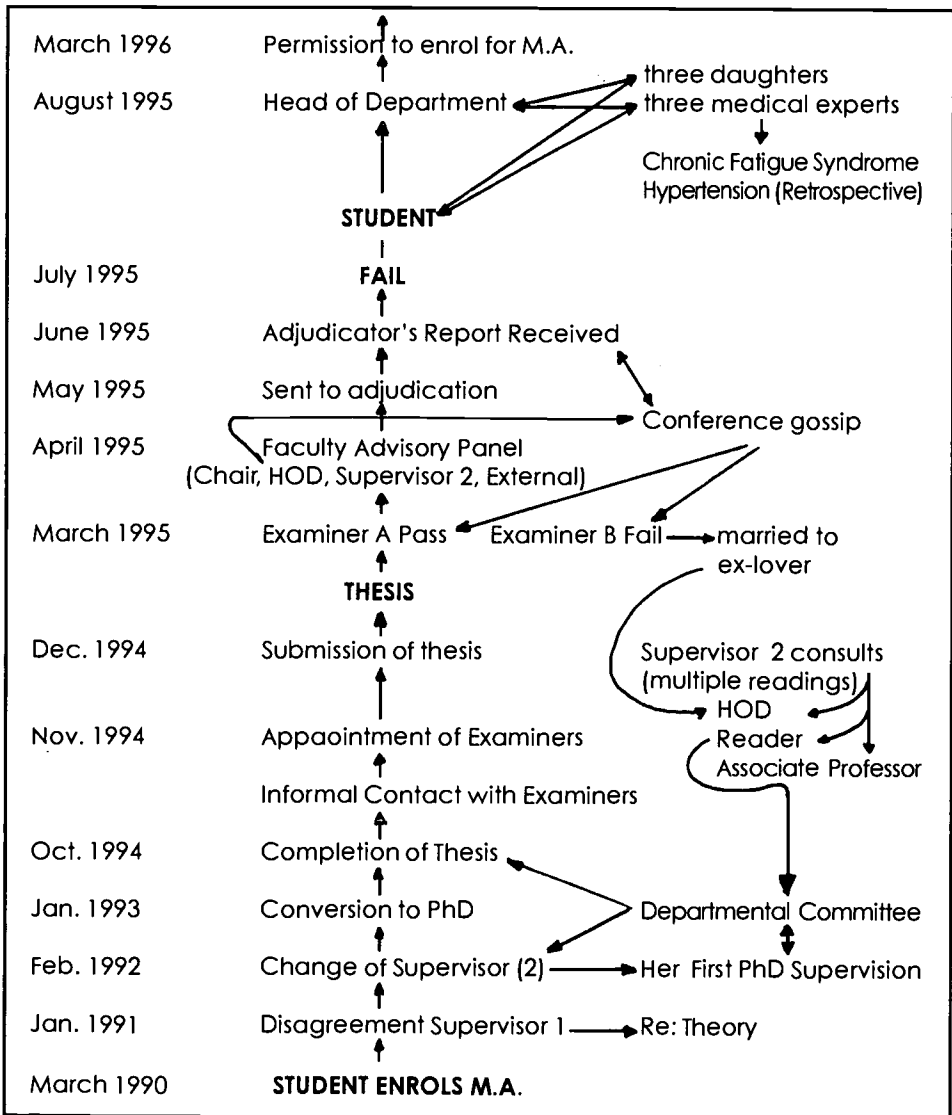 March 1996 Permission to enrol for M.A.
three daughters
August 1995 Head of Department three medical experts
Chronic Fatigue Syndrome
Hypertension (Retrospective)
STUDENT
July 1995 FAIL
June 1995 Adjudicator's Report Received
May 1995 Sent to adjudication
Conference gossip
April 1995 Faculty Advisory Panel
(Chair, HOD, Supervisor 2, External)
March 1995 Examiner A Pass Examiner B Fail married to
ex-lover
THESIS
Dec. 1994 Submission of thesis Supervisor 2 consults
(multiple readings)
HOD
Nov. 1994 Appaointment of Examiners Reader
Associate Professor
Informal Contact with Examiners
Oct. 1994 Completion of Thesis
Jan. 1993 Conversion to PhD Departmental Committee
Feb. 1992 Change of Supervisor (2) Her First PhD Supervision
Jan. 1991 Disagreement Supervisor 1 Re: Theory
March 1990 STUDENT ENROLS M.A.